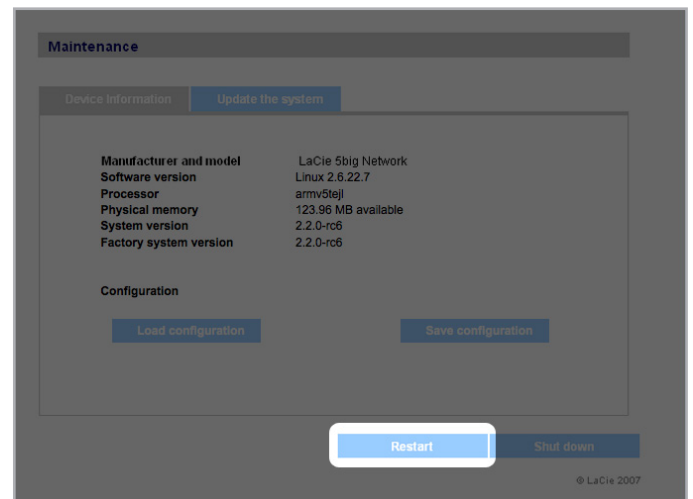 Maintenance
Device Information Update the system
Manufacturer and model LaCie 5big Network
Software version Linux 2.6.22.7
Processor armv5tejl
Physical memory 123.96 MB available
System version 2.2.0-rc6
Factory system version 2.2.0-rc6
Configuration
Load configuration Save configuration
Restart Shut down
© LaCie 2007